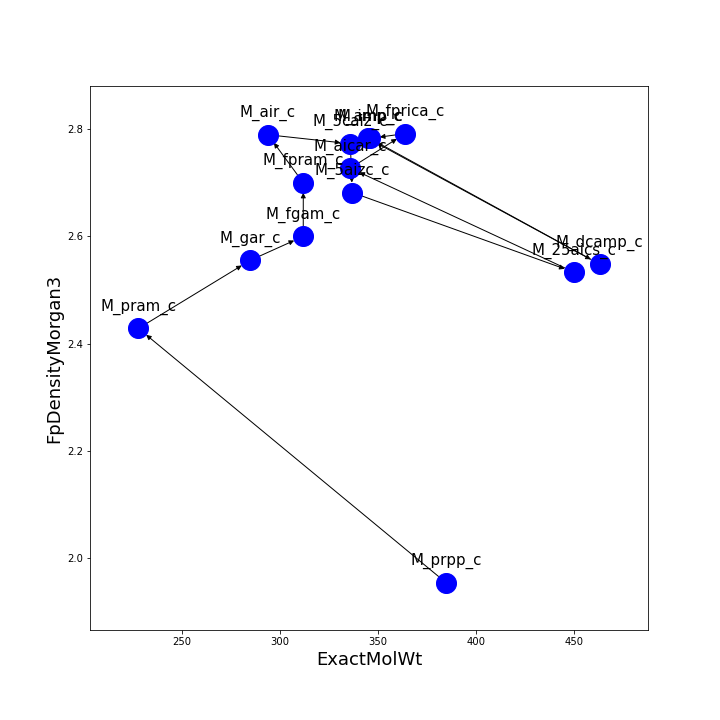 M_air_c
M_fprica_c
M_imp_c
M_5caiz_c
M_aicar_c
M_fpram_c
M_5aizc_c
M_fgam_c
M_gar_c
M_dcamp_c
M_25aics_c
M_pram_c
M_prpp_c
2.8
2.6
2.4
2.2
2.0
FpDensityMorgan3
250
300
350
400
450
ExactMolWt